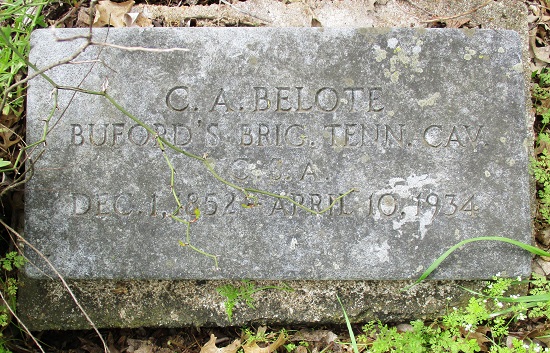 C. A. BELOTE
BUFORD'S BRIG. TENN. CAV.
C. S. A.
DEC. 1, 1852 - APRIL 10, 1934